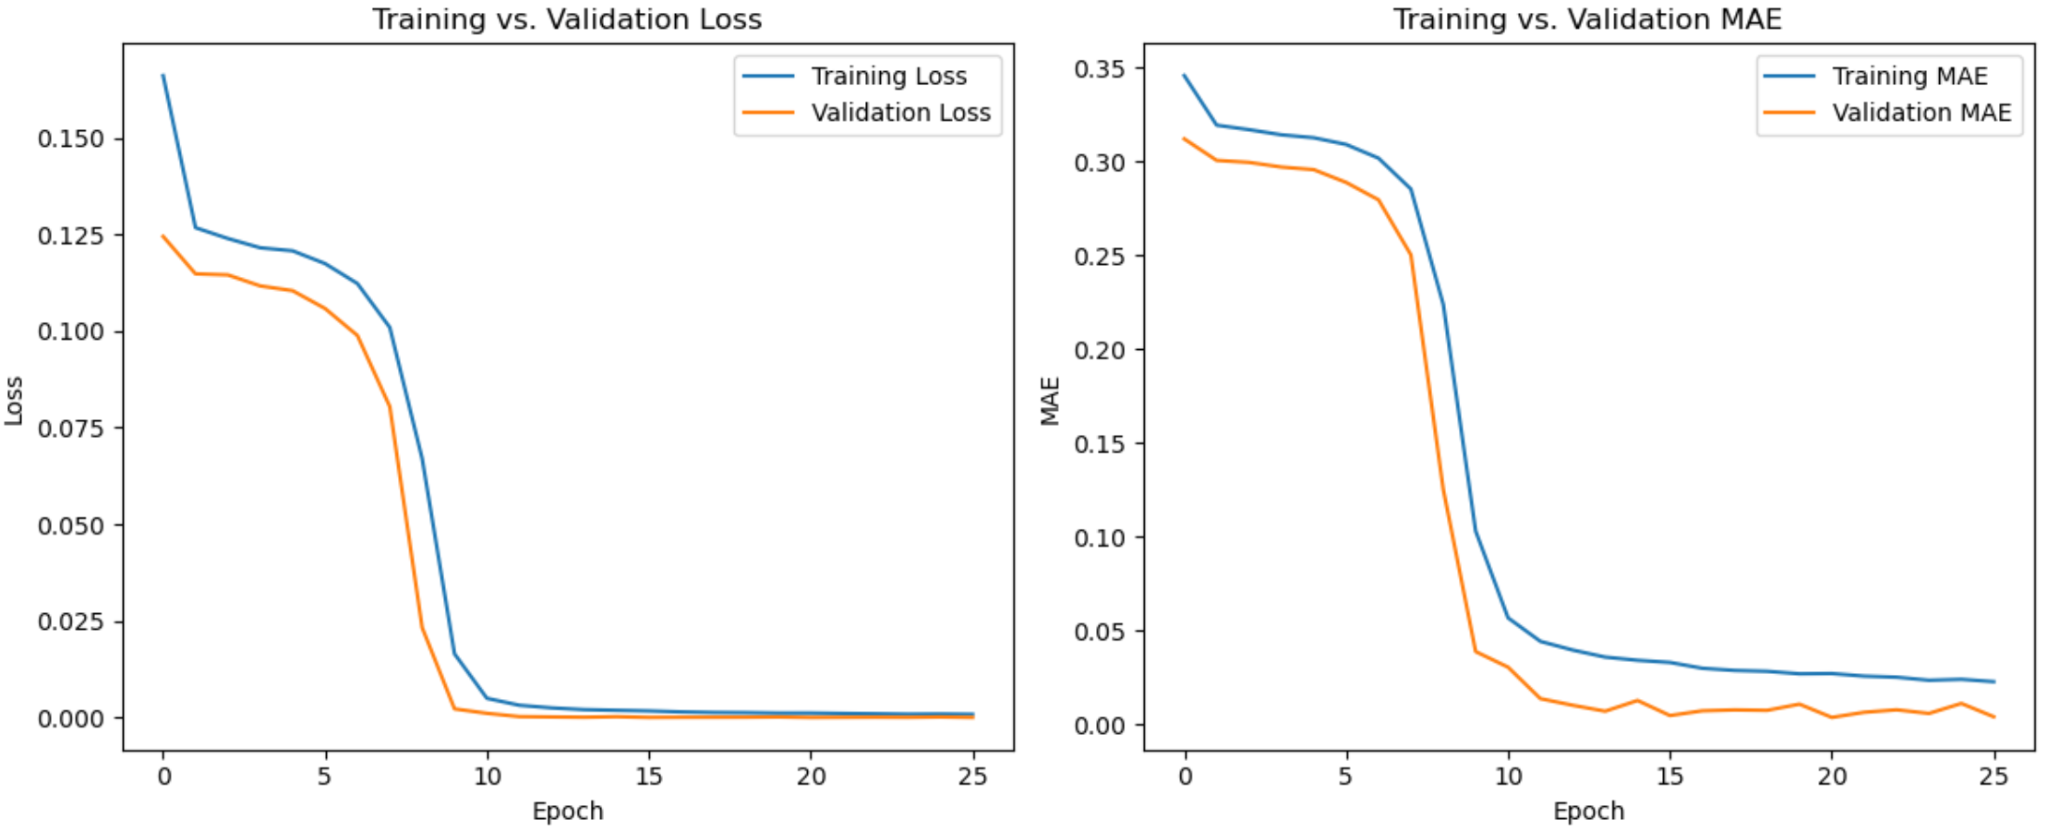 Training vs. Validation Loss
Training Loss
Validation Loss
0.150
0.125
0.100
0.075
0.050
0.025
0.000
Loss
0 5 10 15 20 25
Epoch
Training vs. Validation MAE
Training MAE
Validation MAE
0.35
0.30
0.25
0.20
0.15
0.10
0.05
0.00
MAE
0 5 10 15 20 25
Epoch